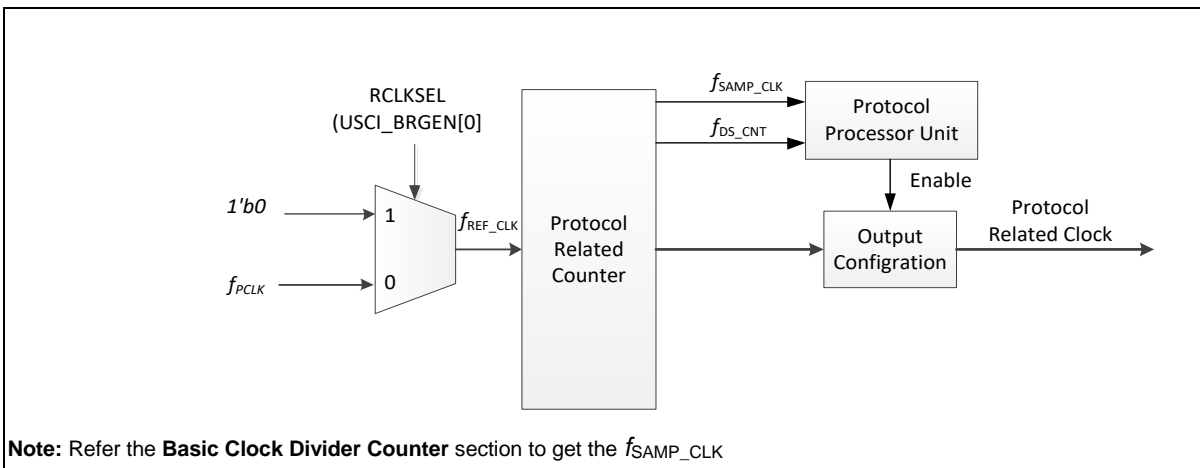 RCLKSEL
(USCI_BRGEN[0]
1'b0
1
fPCLK
0
fREF_CLK
Protocol
Related
Counter
fSAMP_CLK
fDS_CNT
Protocol
Processor Unit
Enable
Output
Configration
Protocol
Related Clock
Note: Refer the Basic Clock Divider Counter section to get the fSAMP_CLK